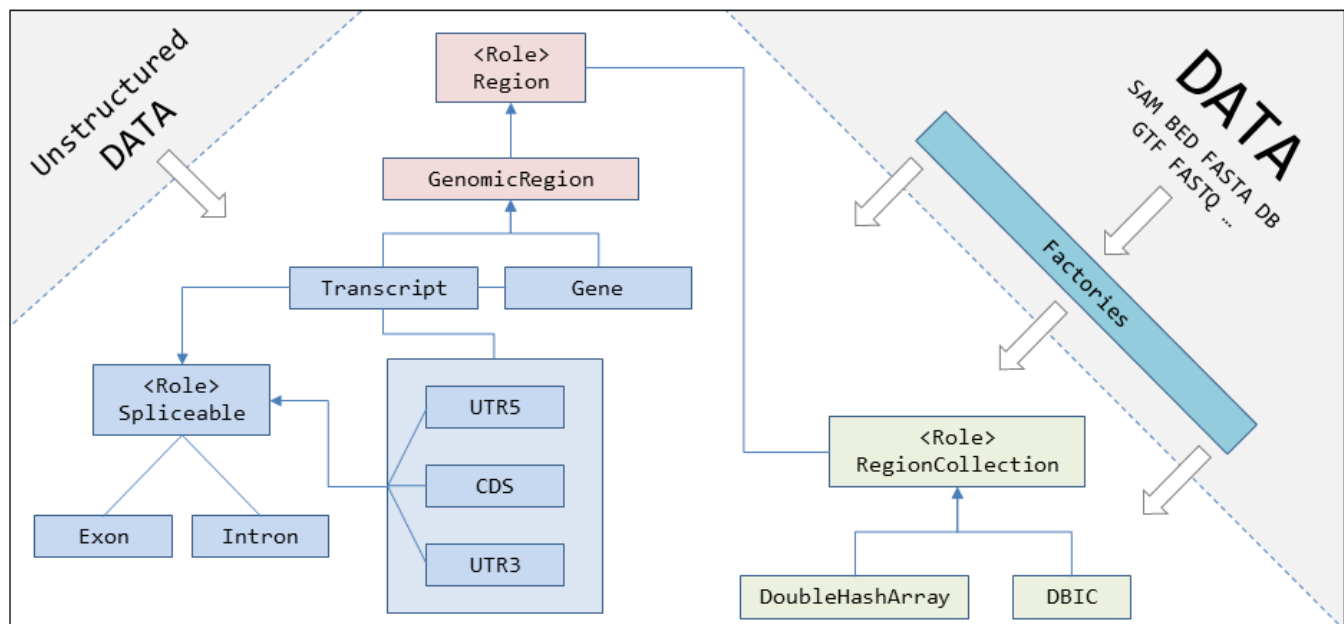 Unstructured
DATA
<Role>
Region
GenomicRegion
Transcript
Gene
<Role>
Spliceable
Exon
Intron
UTR5
CDS
UTR3
DATA
SAM BED FASTA DB
GTF FASTQ …
Factories
<Role>
RegionCollection
DoubleHashArray
DBIC